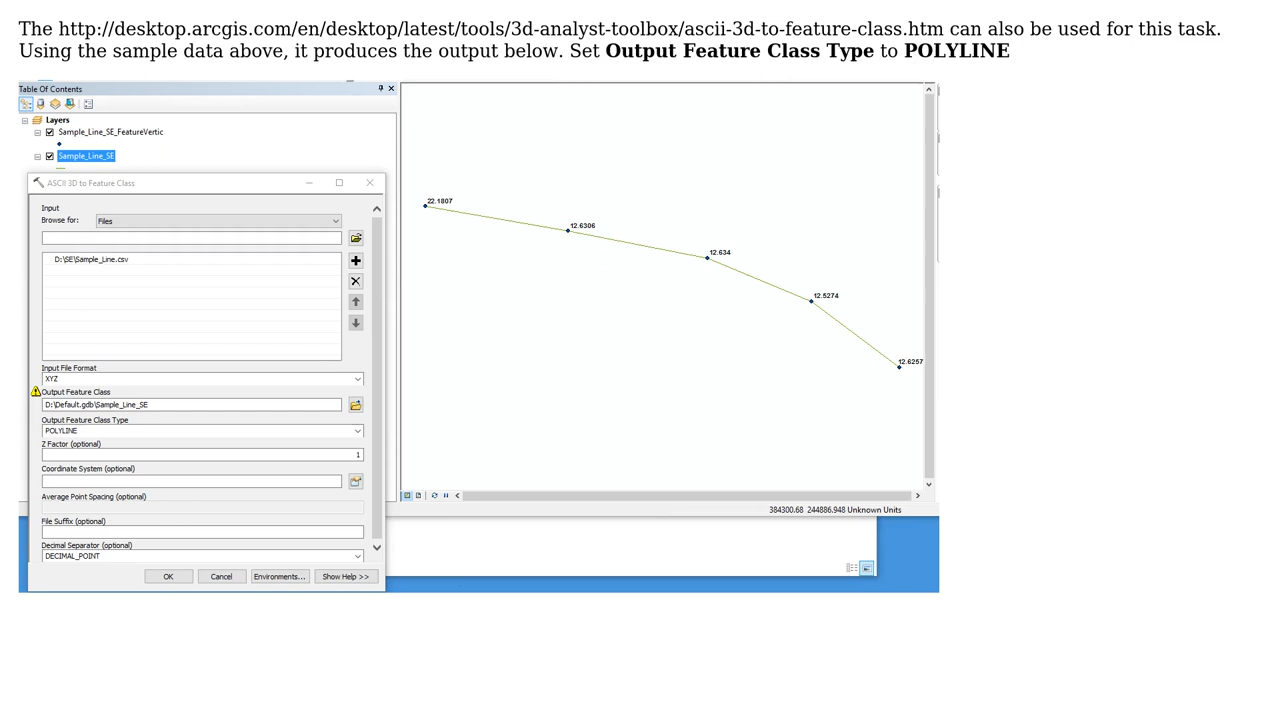 The http://desktop.arcgis.com/en/desktop/latest/tools/3d-analyst-toolbox/ascii-3d-to-feature-class.htm can also be used for this task.
Using the sample data above, it produces the output below. Set Output Feature Class Type to POLYLINE
Table Of Contents
Layers
Sample_Line_SE_FeatureVertic
Sample_Line_SE
ASCII 3D to Feature Class
Input
Browse for: Files
D:\SE\Sample_Line.csv
Input File Format
XYZ
Output Feature Class
D:\Default.gdb\Sample_Line_SE
Output Feature Class Type
POLYLINE
Z Factor (optional)
1
Coordinate System (optional)
Average Point Spacing (optional)
File Suffix (optional)
Decimal Separator (optional)
DECIMAL_POINT
OK Cancel Environments... Show Help >>
22.1807
12.6306
12.634
12.5274
12.6257
384300.68 244886.948 Unknown Units